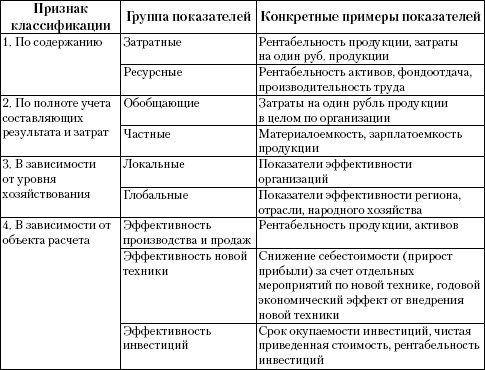 Признак
классификации
Группа показателей
Конкретные примеры показателей
1. По содержанию
Затратные
Рентабельность продукции, затраты
на один руб. продукции
Ресурсные
Рентабельность активов, фондоотдача,
производительность труда
2. По полноте учета
составляющих
результата и затрат
Обобщающие
Затраты на один рубль продукции
в целом по организации
Частные
Материалоемкость, зарплатоемкость
продукции
3. В зависимости
от уровня
хозяйствования
Локальные
Показатели эффективности
организаций
Глобальные
Показатели эффективности региона,
отрасли, народного хозяйства
4. В зависимости от
объекта расчета
Эффективность
производства и продаж
Рентабельность продукции, активов
Эффективность новой
техники
Снижение себестоимости (прирост
прибыли) за счет отдельных
мероприятий по новой технике, годовой
экономический эффект от внедрения
новой техники
Эффективность
инвестиций
Срок окупаемости инвестиций, чистая
приведенная стоимость, рентабельность
инвестиций